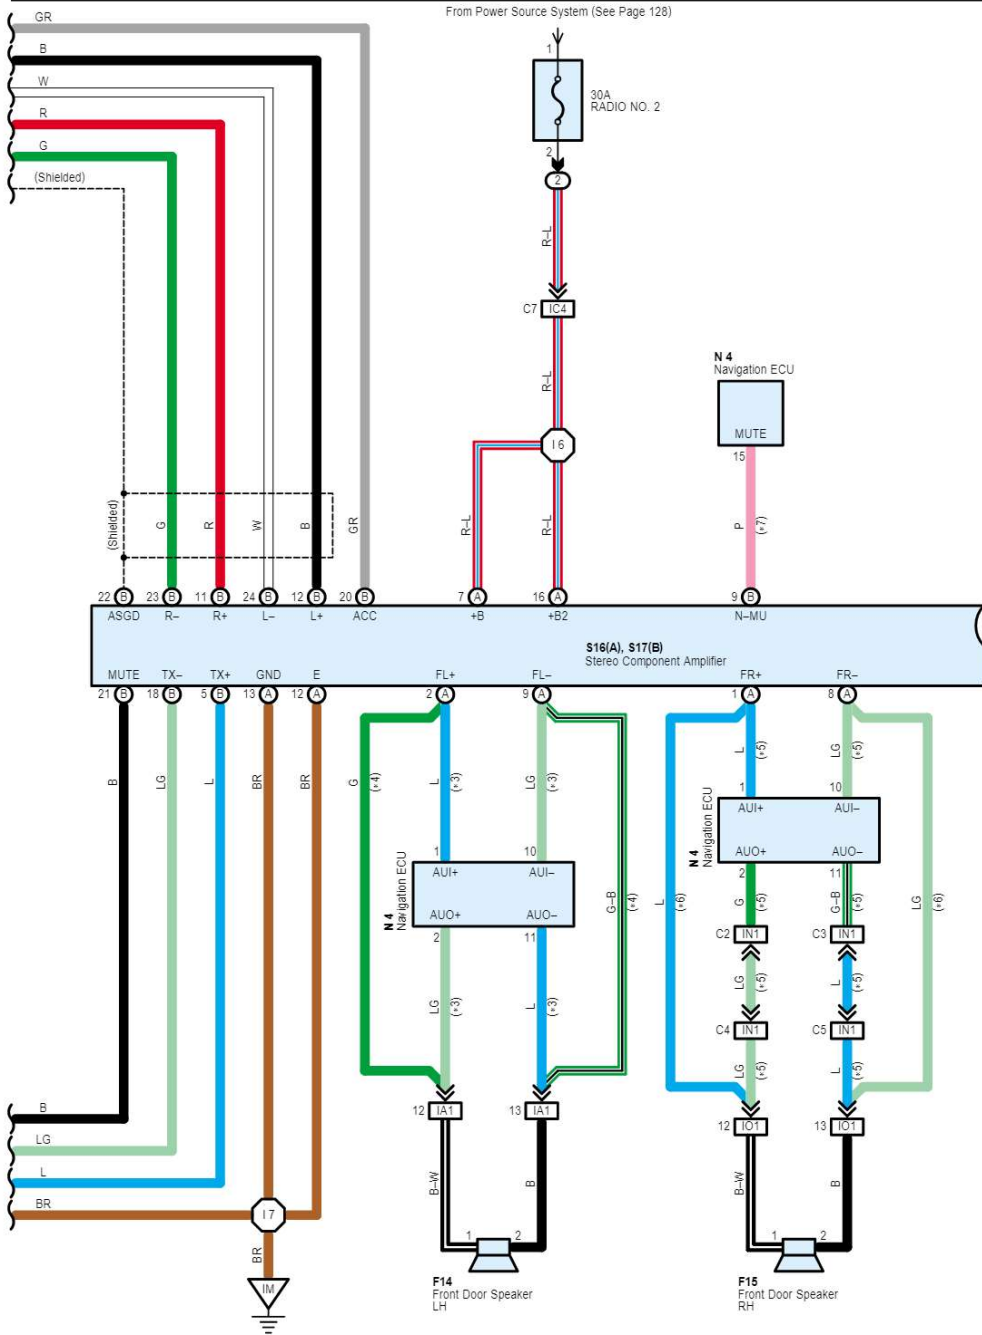 From Power Source System (See Page 128)
GR
B
W
R
G
(Shielded)
1
30A
RADIO NO. 2
2
2
R–L
C7 IC4
R–L
I 6
R–L
R–L
N 4
Navigation ECU
MUTE
15
P
(∗7)
(Shielded)
G
R
W
B
GR
22 B
23 B
11 B
24 B
12 B
20 B
7 A
16 A
9 B
ASGD
R–
R+
L–
L+
ACC
+B
+B2
N–MU
S16(A), S17(B)
Stereo Component Amplifier
MUTE
TX–
TX+
GND
E
FL+
FL–
FR+
FR–
21 B
18 B
5 B
13 A
12 A
2 A
9 A
1 A
8 A
B
LG
L
BR
BR
G
(∗4)
L
(∗3)
LG
(∗3)
G–B
(∗4)
L
(∗6)
L
(∗5)
LG
(∗5)
LG
(∗6)
1
10
AUI+
AUI–
N 4
Navigation ECU
AUO+
AUO–
2
11
G
(∗5)
G–B
(∗5)
C2 IN1
C3 IN1
LG
(∗5)
L
(∗5)
C4 IN1
C5 IN1
LG
(∗5)
L
(∗5)
12 IO1
13 IO1
1
10
AUI+
AUI–
N 4
Navigation ECU
AUO+
AUO–
2
11
LG
(∗3)
L
(∗3)
12 IA1
13 IA1
B
LG
L
BR
I 7
BR
IM
B–W
B
1
2
F14
Front Door Speaker
LH
B–W
B
1
2
F15
Front Door Speaker
RH